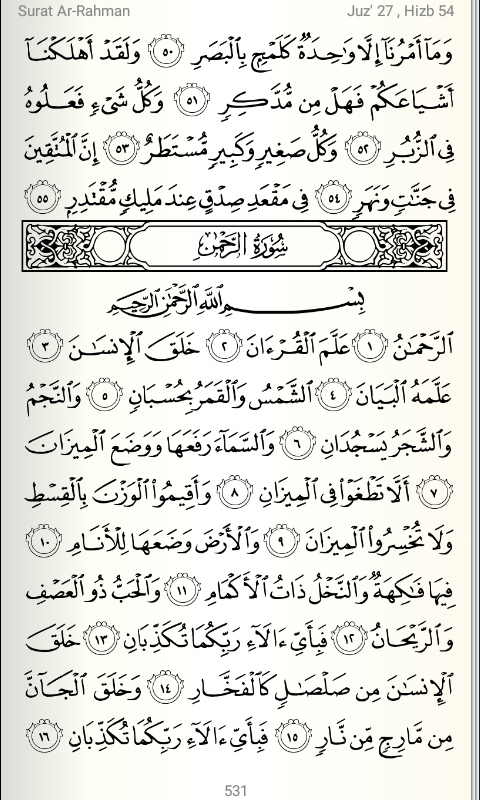 Surat Ar-Rahman Juz' 27 , Hizb 54
وَمَآ أَمْرُنَآ إِلَّا وَٰحِدَةٌ كَلَمْحٍۭ بِٱلْبَصَرِ ٥٠ وَلَقَدْ أَهْلَكْنَآ
أَشْيَاعَكُمْ فَهَلْ مِن مُّدَّكِرٍ ٥١ وَكُلُّ شَىْءٍ فَعَلُوهُ
فِى ٱلزُّبُرِ ٥٢ وَكُلُّ صَغِيرٍ وَكَبِيرٍ مُّسْتَطَرٌ ٥٣ إِنَّ ٱلْمُتَّقِينَ
فِى جَنَّٰتٍ وَنَهَرٍ ٥٤ فِى مَقْعَدِ صِدْقٍ عِندَ مَلِيكٍ مُّقْتَدِرٍۭ ٥٥
سُورَةُ الرَّحْمَٰن
بِسْمِ ٱللَّهِ ٱلرَّحْمَٰنِ ٱلرَّحِيمِ
ٱلرَّحْمَٰنُ ١ عَلَّمَ ٱلْقُرْءَانَ ٢ خَلَقَ ٱلْإِنسَٰنَ ٣
عَلَّمَهُ ٱلْبَيَانَ ٤ ٱلشَّمْسُ وَٱلْقَمَرُ بِحُسْبَانٍ ٥ وَٱلنَّجْمُ
وَٱلشَّجَرُ يَسْجُدَانِ ٦ وَٱلسَّمَآءَ رَفَعَهَا وَوَضَعَ ٱلْمِيزَانَ
٧ أَلَّا تَطْغَوْا۟ فِى ٱلْمِيزَانِ ٨ وَأَقِيمُوا۟ ٱلْوَزْنَ بِٱلْقِسْطِ
وَلَا تُخْسِرُوا۟ ٱلْمِيزَانَ ٩ وَٱلْأَرْضَ وَضَعَهَا لِلْأَنَامِ ١٠
فِيهَا فَٰكِهَةٌ وَٱلنَّخْلُ ذَاتُ ٱلْأَكْمَامِ ١١ وَٱلْحَبُّ ذُو ٱلْعَصْفِ
وَٱلرَّيْحَانُ ١٢ فَبِأَىِّ ءَالَآءِ رَبِّكُمَا تُكَذِّبَانِ ١٣ خَلَقَ
ٱلْإِنسَٰنَ مِن صَلْصَٰلٍ كَٱلْفَخَّارِ ١٤ وَخَلَقَ ٱلْجَآنَّ
مِن مَّارِجٍ مِّن نَّارٍ ١٥ فَبِأَىِّ ءَالَآءِ رَبِّكُمَا تُكَذِّبَانِ ١٦
531